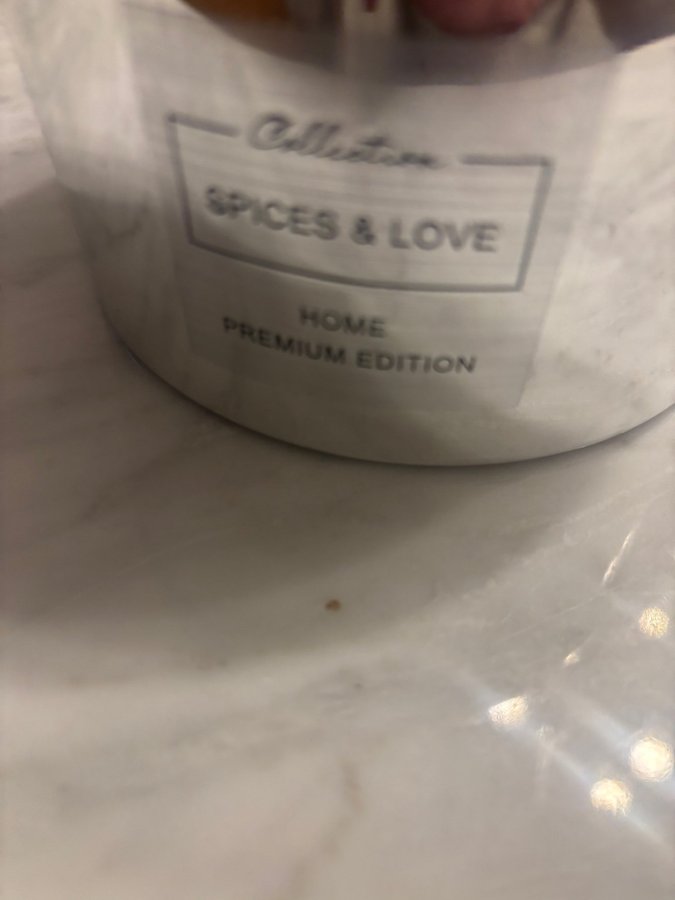 Collection
SPICES & LOVE
HOME
PREMIUM EDITION